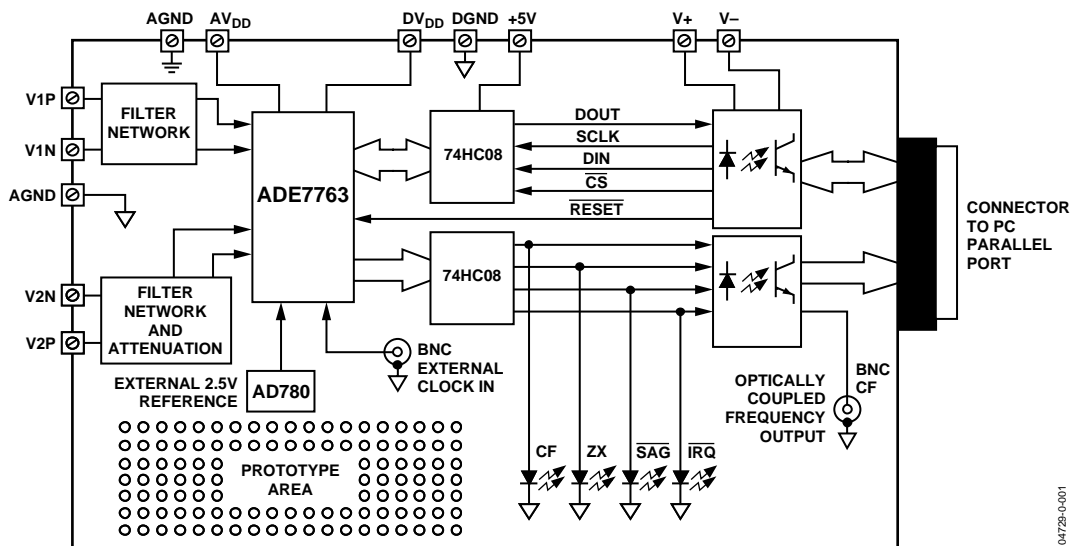 AGND
AVDD
DVDD
DGND
+5V
V+
V–
V1P
V1N
AGND
V2N
V2P
FILTER
NETWORK
FILTER
NETWORK
AND
ATTENUATION
ADE7763
74HC08
DOUT
SCLK
DIN
CS
RESET
74HC08
CONNECTOR
TO PC
PARALLEL
PORT
BNC
EXTERNAL
CLOCK IN
EXTERNAL 2.5V
REFERENCE
AD780
OPTICALLY
COUPLED
FREQUENCY
OUTPUT
BNC
CF
PROTOTYPE
AREA
CF
ZX
SAG
IRQ
04729-0-001